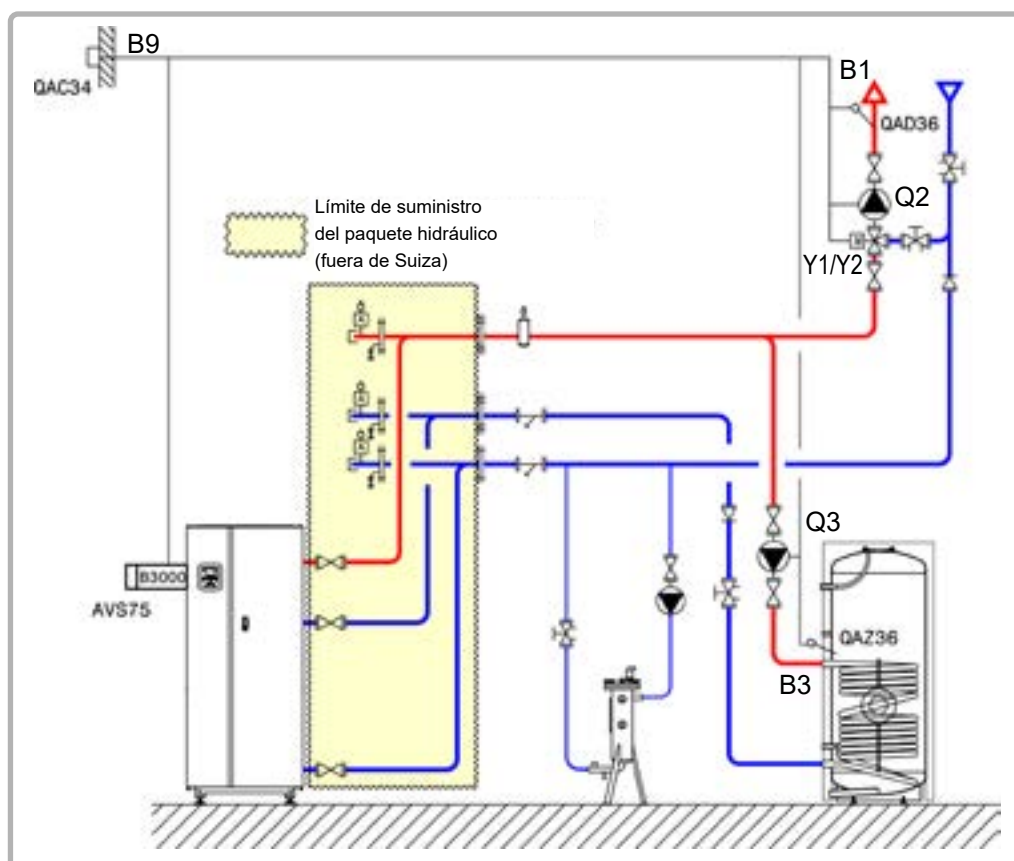 B9
QAC34
B1
QAD36
Q2
Y1/Y2
Límite de suministro
del paquete hidráulico
(fuera de Suiza)
Q3
B3000
AVS75
QAZ36
B3